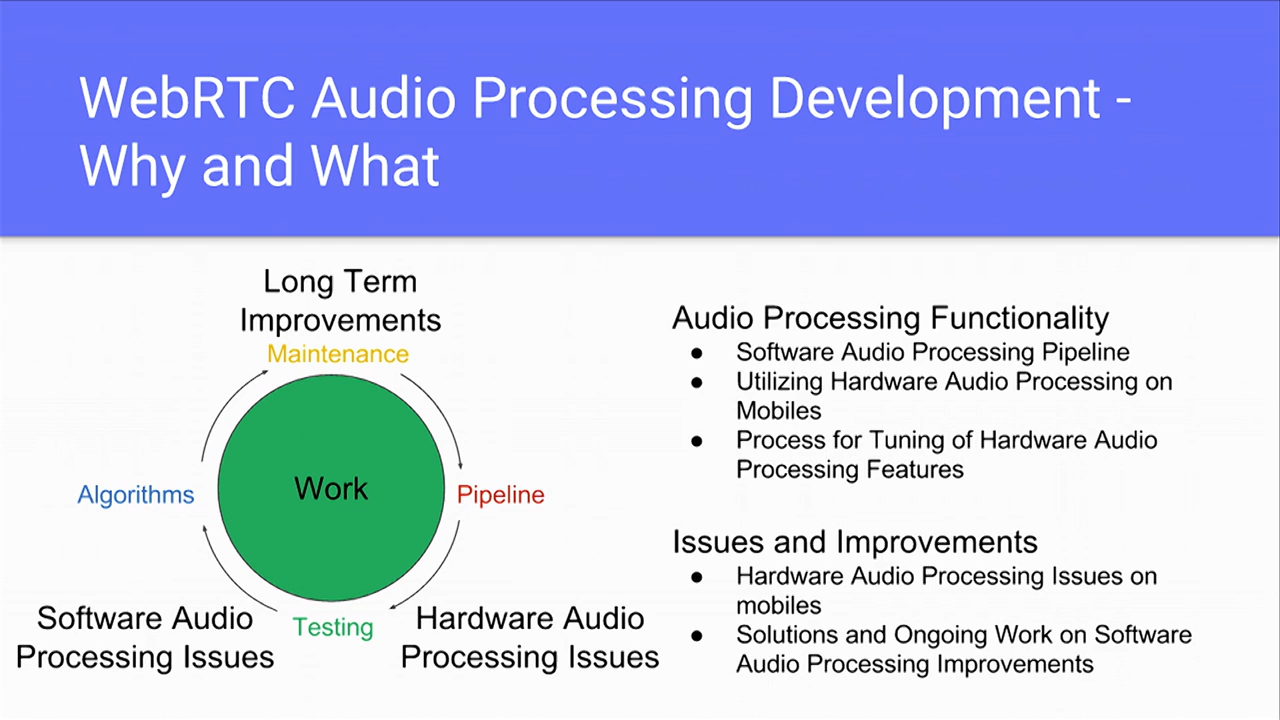 WebRTC Audio Processing Development -
Why and What
Long Term
Improvements
Maintenance
Algorithms
Work
Pipeline
Software Audio
Processing Issues
Testing
Hardware Audio
Processing Issues
Audio Processing Functionality
● Software Audio Processing Pipeline
● Utilizing Hardware Audio Processing on
Mobiles
● Process for Tuning of Hardware Audio
Processing Features
Issues and Improvements
● Hardware Audio Processing Issues on
mobiles
● Solutions and Ongoing Work on Software
Audio Processing Improvements